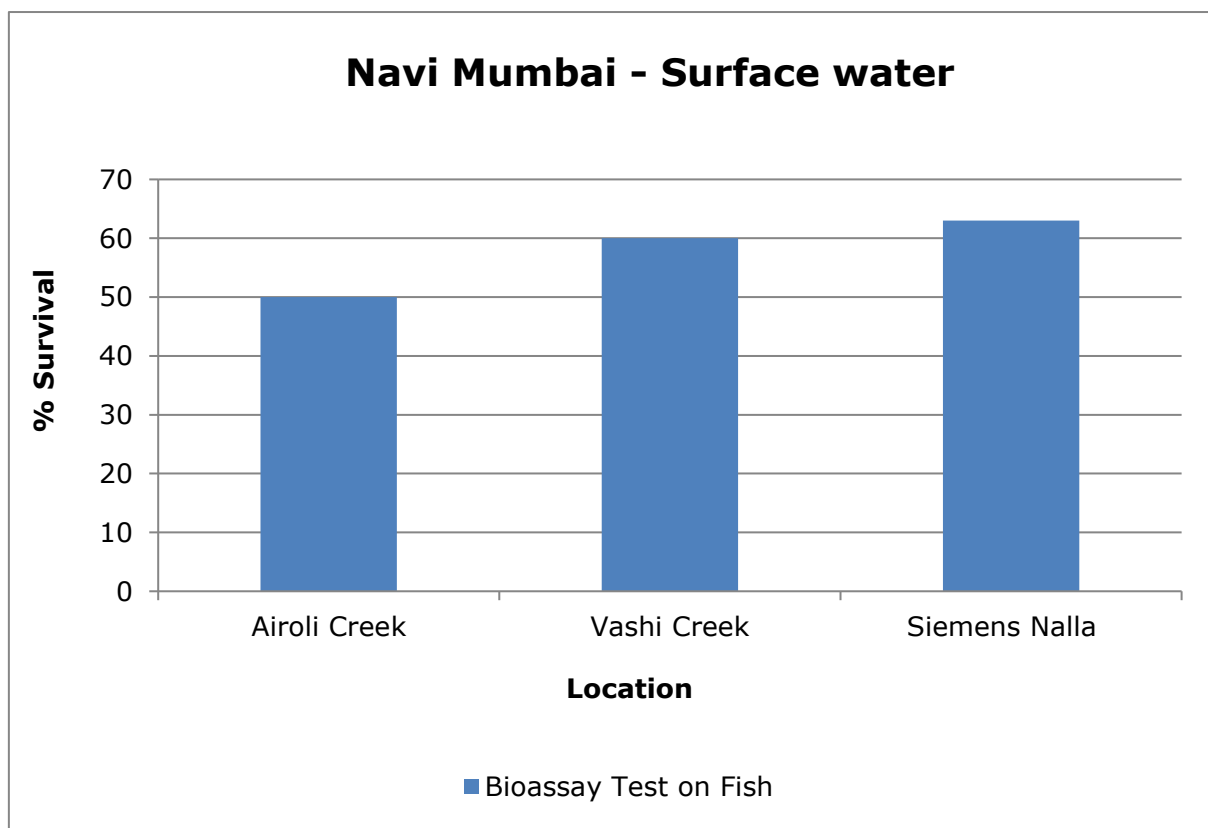 Navi Mumbai - Surface water
% Survival
70
60
50
40
30
20
10
0
Airoli Creek
Vashi Creek
Siemens Nalla
Location
Bioassay Test on Fish